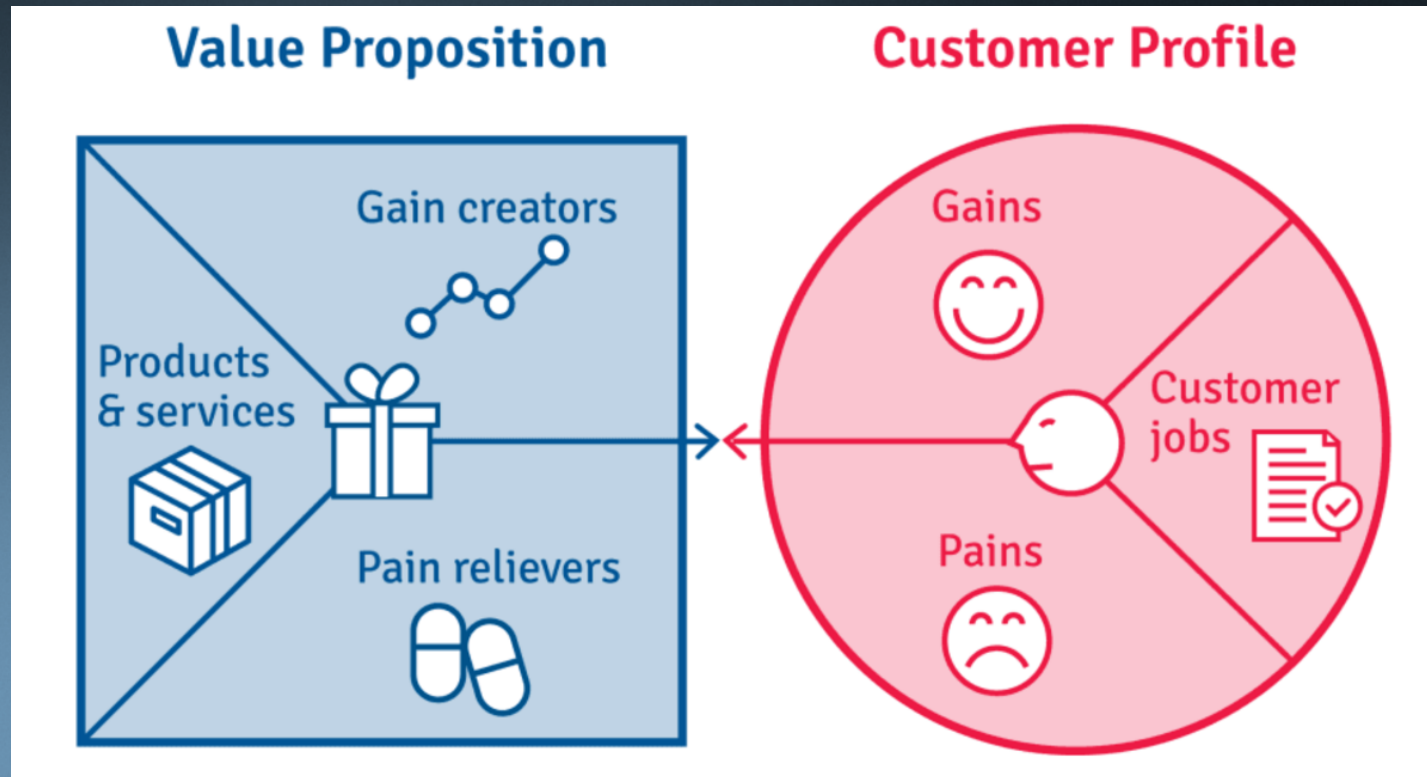 Value Proposition
Customer Profile
Gain creators
Products
& services
Pain relievers
Gains
Customer
jobs
Pains